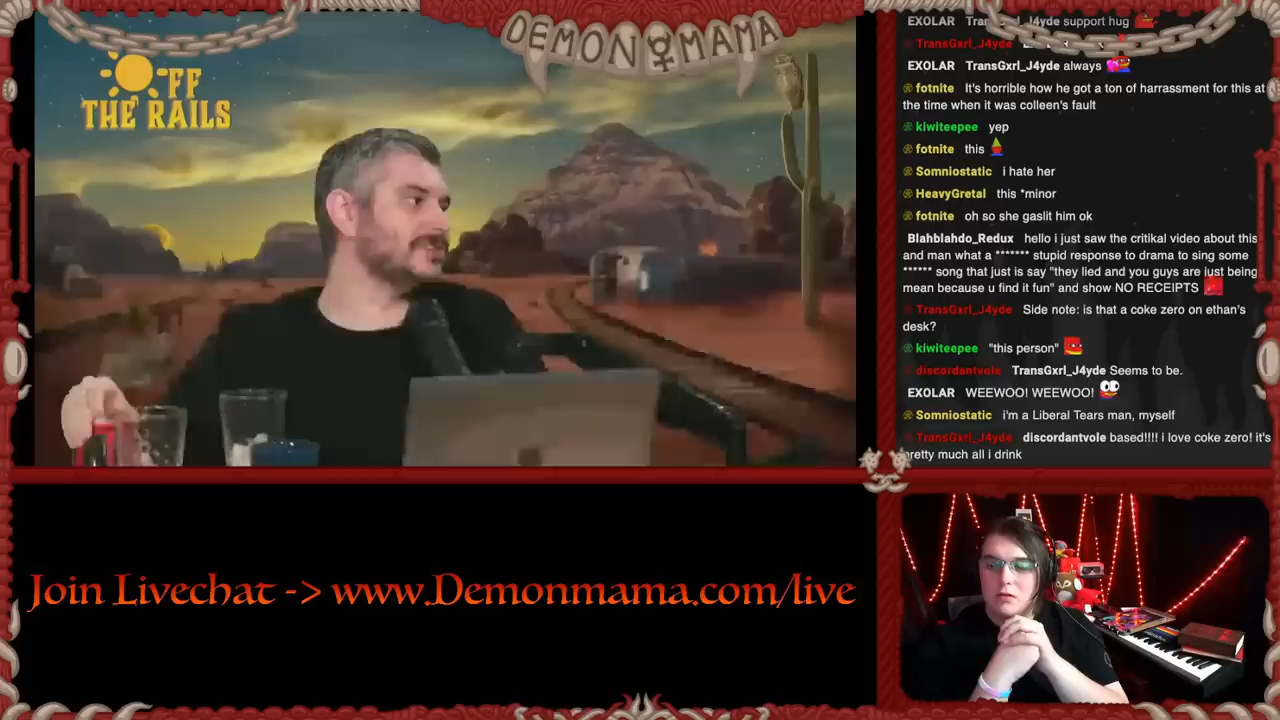 OFF
THE RAILS
DEMON MAMA
EXOLAR support hug
TransGxrl_J4yde
EXOLAR TransGxrl_J4yde always
fotnite It's horrible how he got a ton of harrassment for this at
the time when it was colleen's fault
kiwiteepee yep
fotnite this
Somniostatic i hate her
HeavyGretal this *minor
fotnite oh so she gaslit him ok
Blahblahdo_Redux hello i just saw the critikal video about this
and man what a ******* stupid response to drama to sing some
****** song that just is say "they lied and you guys are just being
mean because u find it fun" and show NO RECEIPTS
TransGxrl_J4yde Side note: is that a coke zero on ethan's
desk?
kiwiteepee "this person"
discordantvole TransGxrl_J4yde Seems to be.
EXOLAR WEEWOO! WEEWOO!
Somniostatic i'm a Liberal Tears man, myself
TransGxrl_J4yde discordantvole based!!!! i love coke zero! it's
pretty much all i drink
Join Livechat -> www.Demonmama.com/live